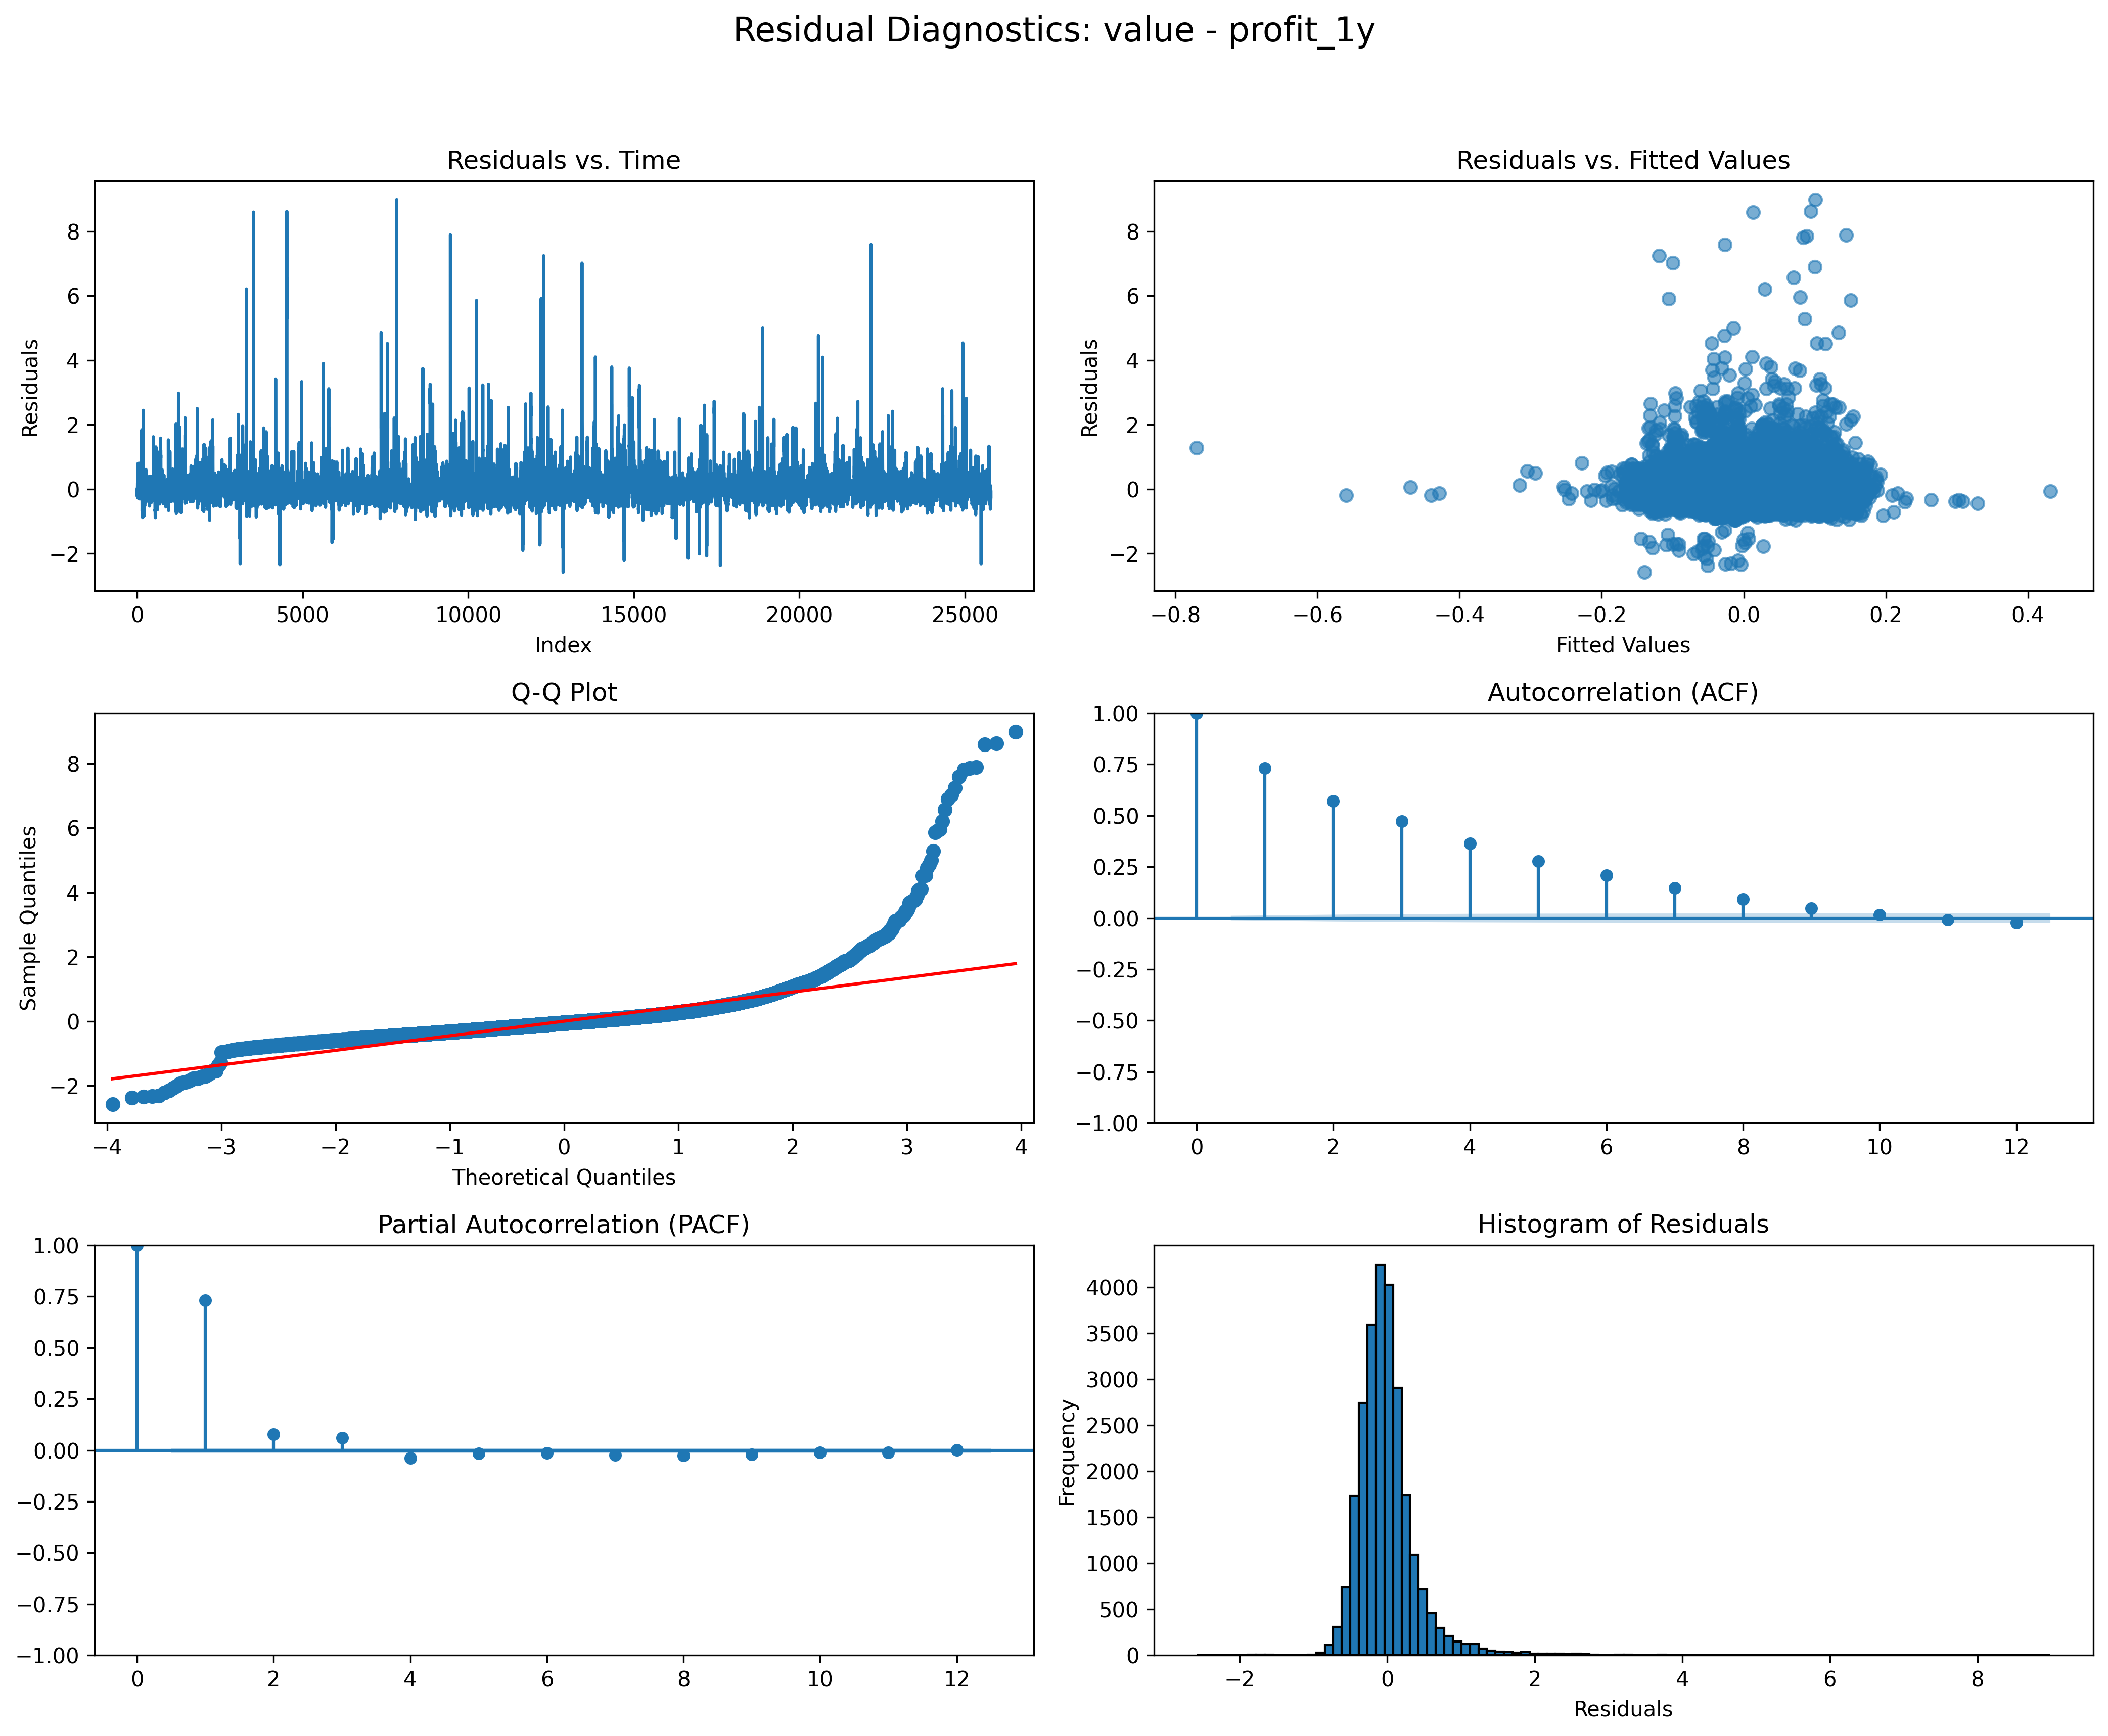 Residual Diagnostics: value - profit_1y
Residuals vs. Time
Residuals
8
6
4
2
0
−2
0 5000 10000 15000 20000 25000
Index
Residuals vs. Fitted Values
Residuals
8
6
4
2
0
−2
−0.8 −0.6 −0.4 −0.2 0.0 0.2 0.4
Fitted Values
Q-Q Plot
Sample Quantiles
8
6
4
2
0
−2
−4 −3 −2 −1 0 1 2 3 4
Theoretical Quantiles
Autocorrelation (ACF)
1.00
0.75
0.50
0.25
0.00
−0.25
−0.50
−0.75
−1.00
0 2 4 6 8 10 12
Partial Autocorrelation (PACF)
1.00
0.75
0.50
0.25
0.00
−0.25
−0.50
−0.75
−1.00
0 2 4 6 8 10 12
Histogram of Residuals
Frequency
4000
3500
3000
2500
2000
1500
1000
500
0
−2 0 2 4 6 8
Residuals